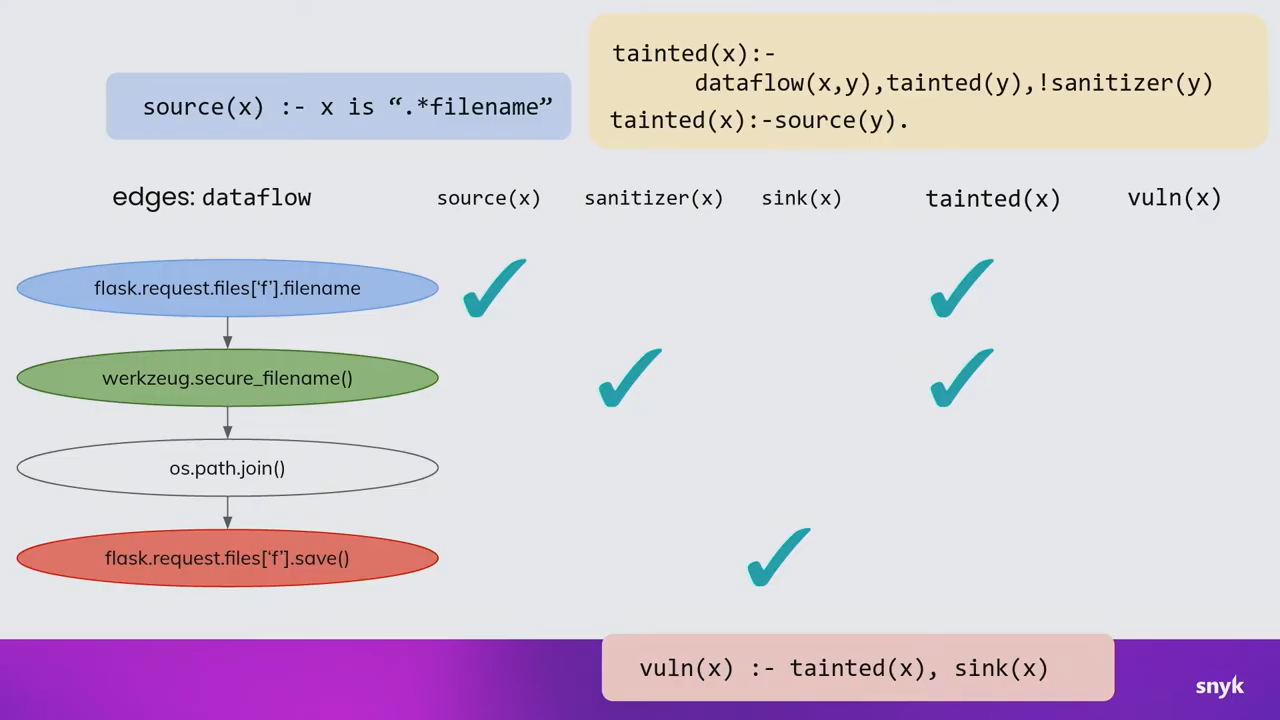 tainted(x):-
dataflow(x,y),tainted(y),!sanitizer(y)
tainted(x):-source(y).
source(x) :- x is “.*filename”
edges: dataflow source(x) sanitizer(x) sink(x) tainted(x) vuln(x)
flask.request.files[‘f’].filename
werkzeug.secure_filename()
os.path.join()
flask.request.files[‘f’].save()
vuln(x) :- tainted(x), sink(x)
snyk